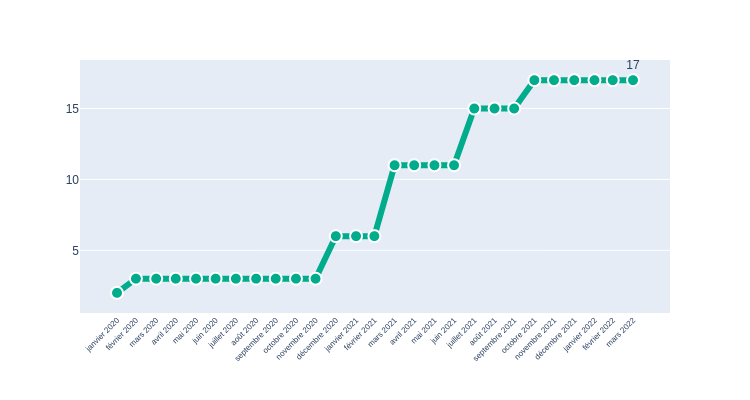 17
15
10
5
janvier 2020
février 2020
mars 2020
avril 2020
mai 2020
juin 2020
juillet 2020
août 2020
septembre 2020
octobre 2020
novembre 2020
décembre 2020
janvier 2021
février 2021
mars 2021
avril 2021
mai 2021
juin 2021
juillet 2021
août 2021
septembre 2021
octobre 2021
novembre 2021
décembre 2021
janvier 2022
février 2022
mars 2022